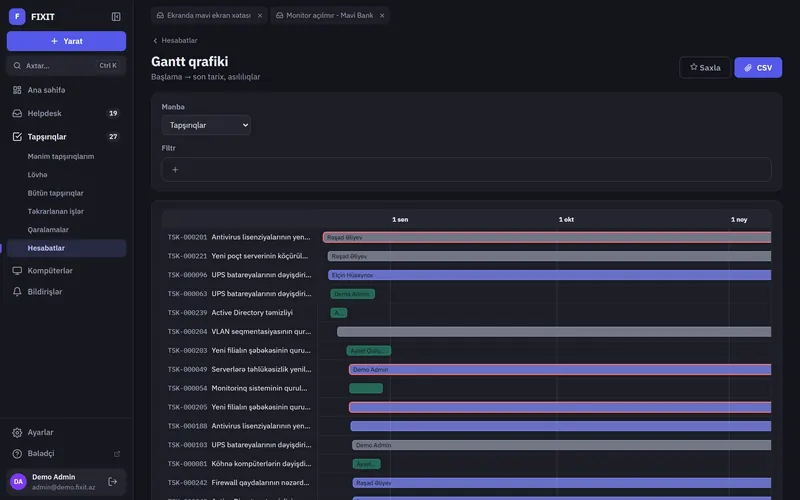 F FIXIT
Ekranda mavi ekran xətası ×
Monitor açılmır - Mavi Bank ×
+ Yarat
Axtar... Ctrl K
Ana səhifə
Helpdesk 19
Tapşırıqlar 27
Mənim tapşırıqlarım
Lövhə
Bütün tapşırıqlar
Təkrarlanan işlər
Qaralamalar
Hesabatlar
Kompüterlər
Bildirişlər
Ayarlar
Bələdçi
DA Demo Admin
admin@demo.fixit.az
Hesabatlar
Gantt qrafiki
Başlama → son tarix, asılılıqlar
Saxla
CSV
Mənbə
Tapşırıqlar
Filtr
+
1 sen 1 okt 1 noy
TSK-000201 Antivirus lisenziyalarının yen... Rəşad Əliyev
TSK-000221 Yeni poçt serverinin köçürül... Rəşad Əliyev
TSK-000096 UPS batareyalarının dəyişdiri... Elçin Hüseynov
TSK-000063 UPS batareyalarının dəyişdiri... Demo Admin
TSK-000239 Active Directory təmizliyi A...
TSK-000204 VLAN seqmentasiyasının qur...
TSK-000203 Yeni filialın şəbəkəsinin quru... Aysel Quliy...
TSK-000049 Serverlərə təhlükəsizlik yenil... Demo Admin
TSK-000054 Monitorinq sisteminin qurul...
TSK-000205 Yeni filialın şəbəkəsinin quru...
TSK-000188 Antivirus lisenziyalarının yen...
TSK-000103 UPS batareyalarının dəyişdiri... Demo Admin
TSK-000081 Köhnə kompüterlərin dəyişdi... Aysel...
TSK-000242 Firewall qaydalarının nəzərd... Rəşad Əliyev